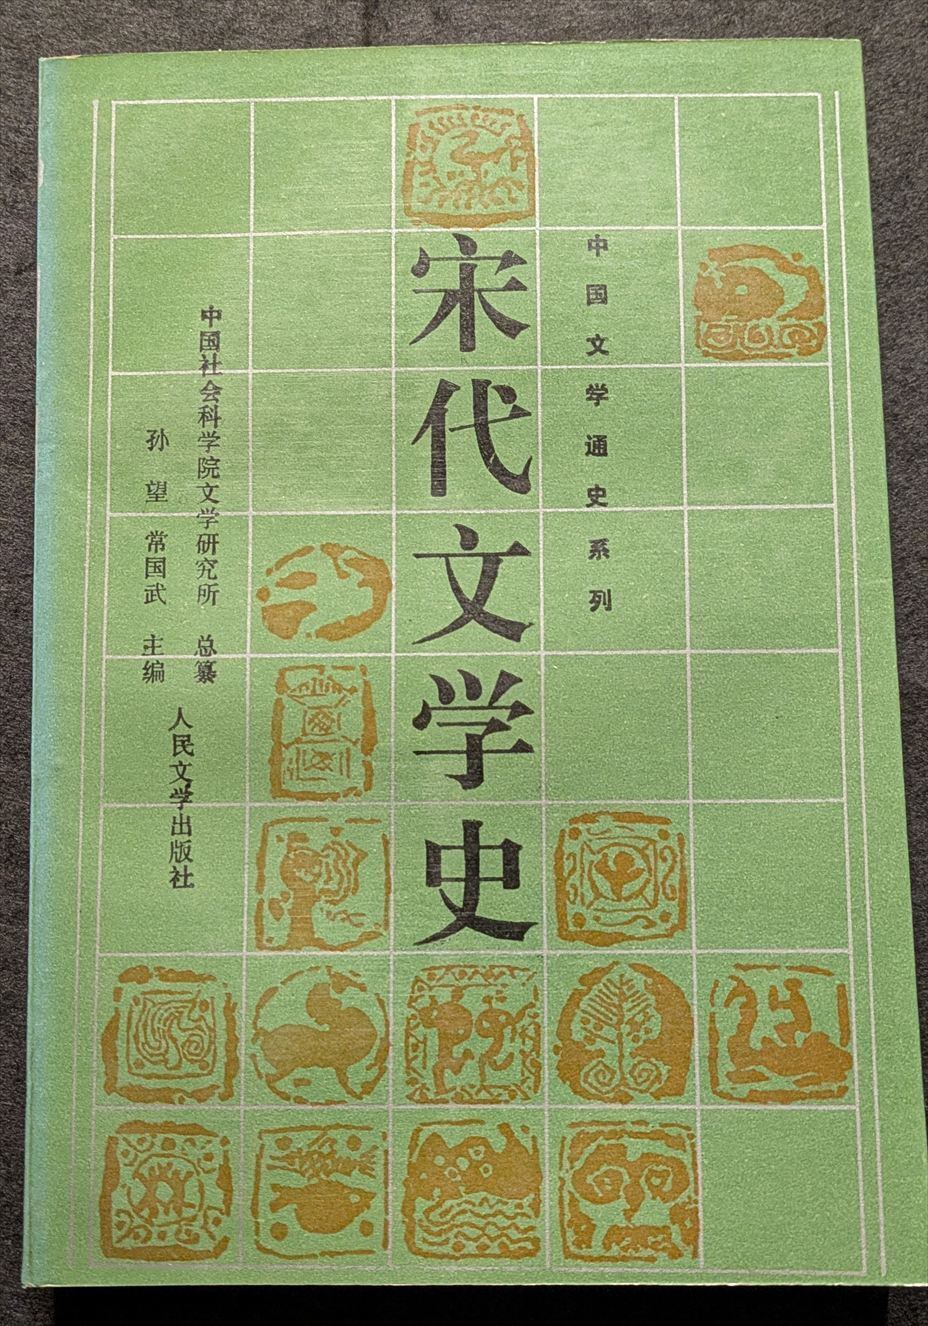 中国文学通史系列
宋代文学史
中国社会科学院文学研究所 总纂
孙望 常国武 主编
人民文学出版社